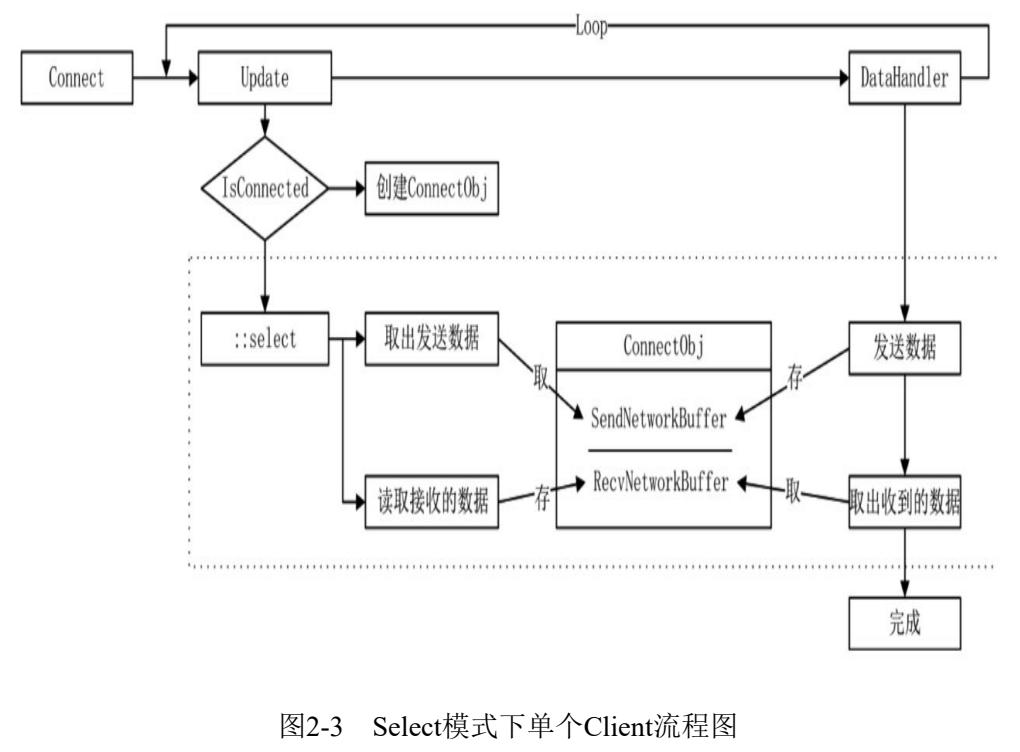 Loop
Connect
Update
DataHandler
IsConnected
创建ConnectObj
::select
取出发送数据
ConnectObj
发送数据
取
存
SendNetworkBuffer
RecvNetworkBuffer
读取接收的数据
存
取
取出收到的数据
完成
图2-3 Select模式下单个Client流程图